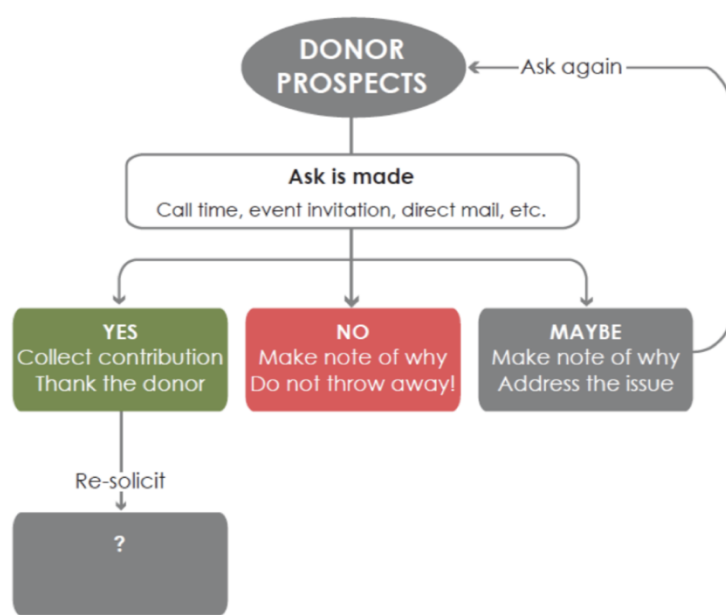 DONOR
PROSPECTS
Ask again
Ask is made
Call time, event invitation, direct mail, etc.
YES
Collect contribution
Thank the donor
NO
Make note of why
Do not throw away!
MAYBE
Make note of why
Address the issue
Re-solicit
?